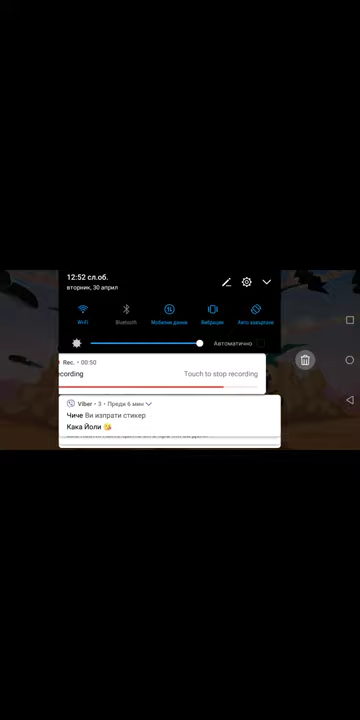 12:52 сл.об.
вторник, 30 април
Wi-Fi
Bluetooth
Мобилни данни
Вибрация
Авто завъртане
Автоматично
Rec. • 00:50
ecording
Touch to stop recording
Viber • 3 • Преди 6 мин
Чиче Ви изпрати стикер
Кака Йоли 😘